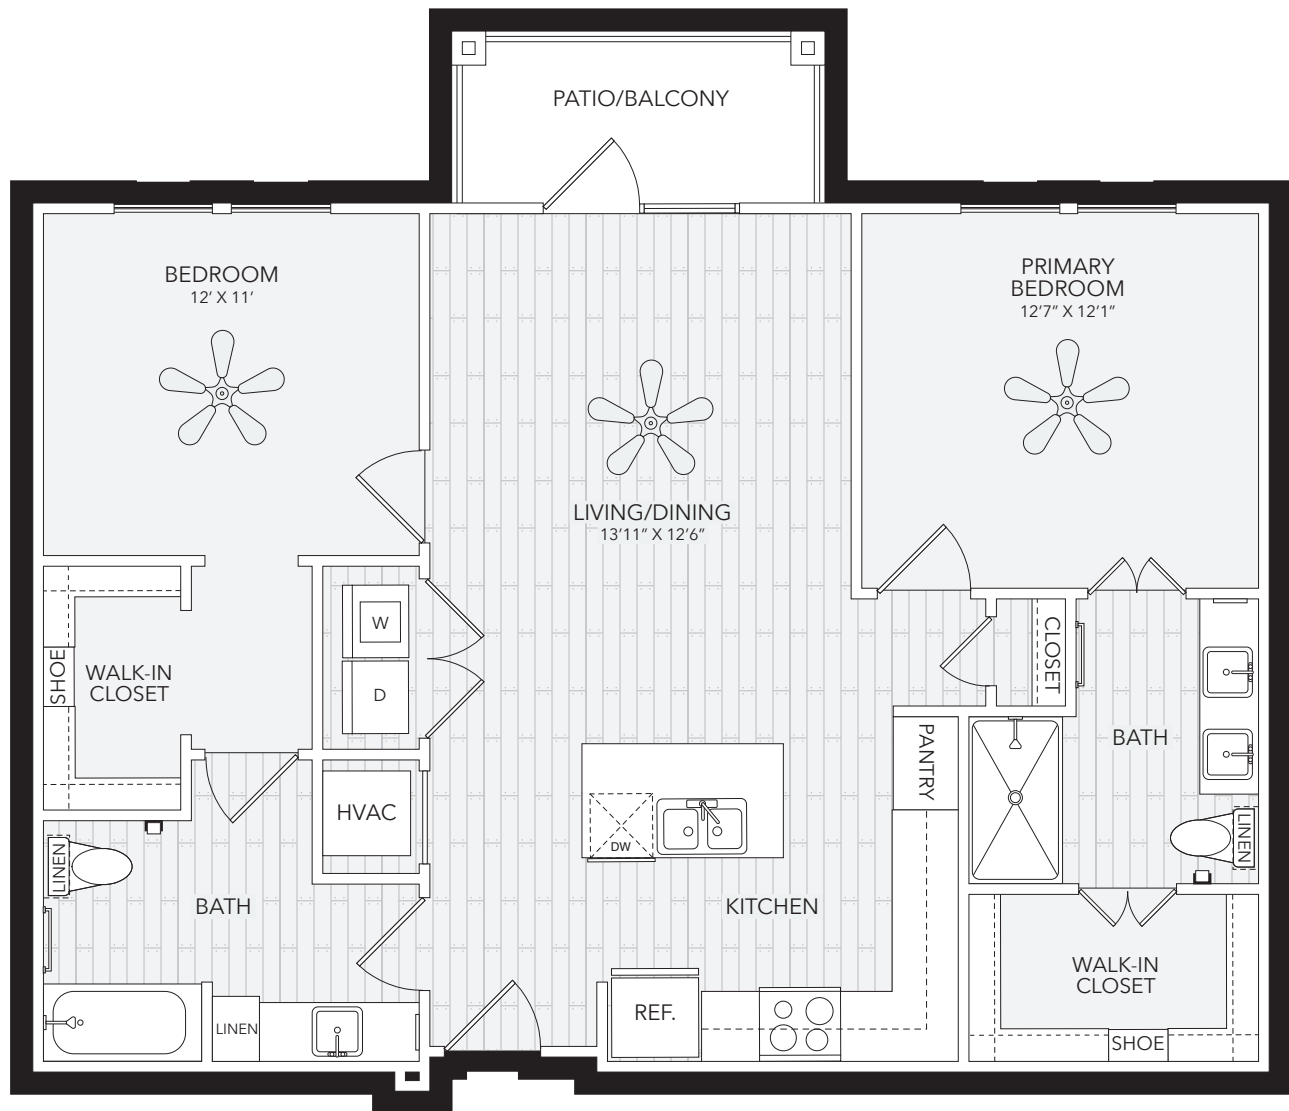 PATIO/BALCONY
BEDROOM
12' X 11'
PRIMARY
BEDROOM
12'7" X 12'1"
LIVING/DINING
13'11" X 12'6"
W
D
SHOE
WALK-IN
CLOSET
CLOSET
PANTRY
BATH
HVAC
DW
LINEN
LINEN
BATH
KITCHEN
WALK-IN
CLOSET
REF.
LINEN
SHOE